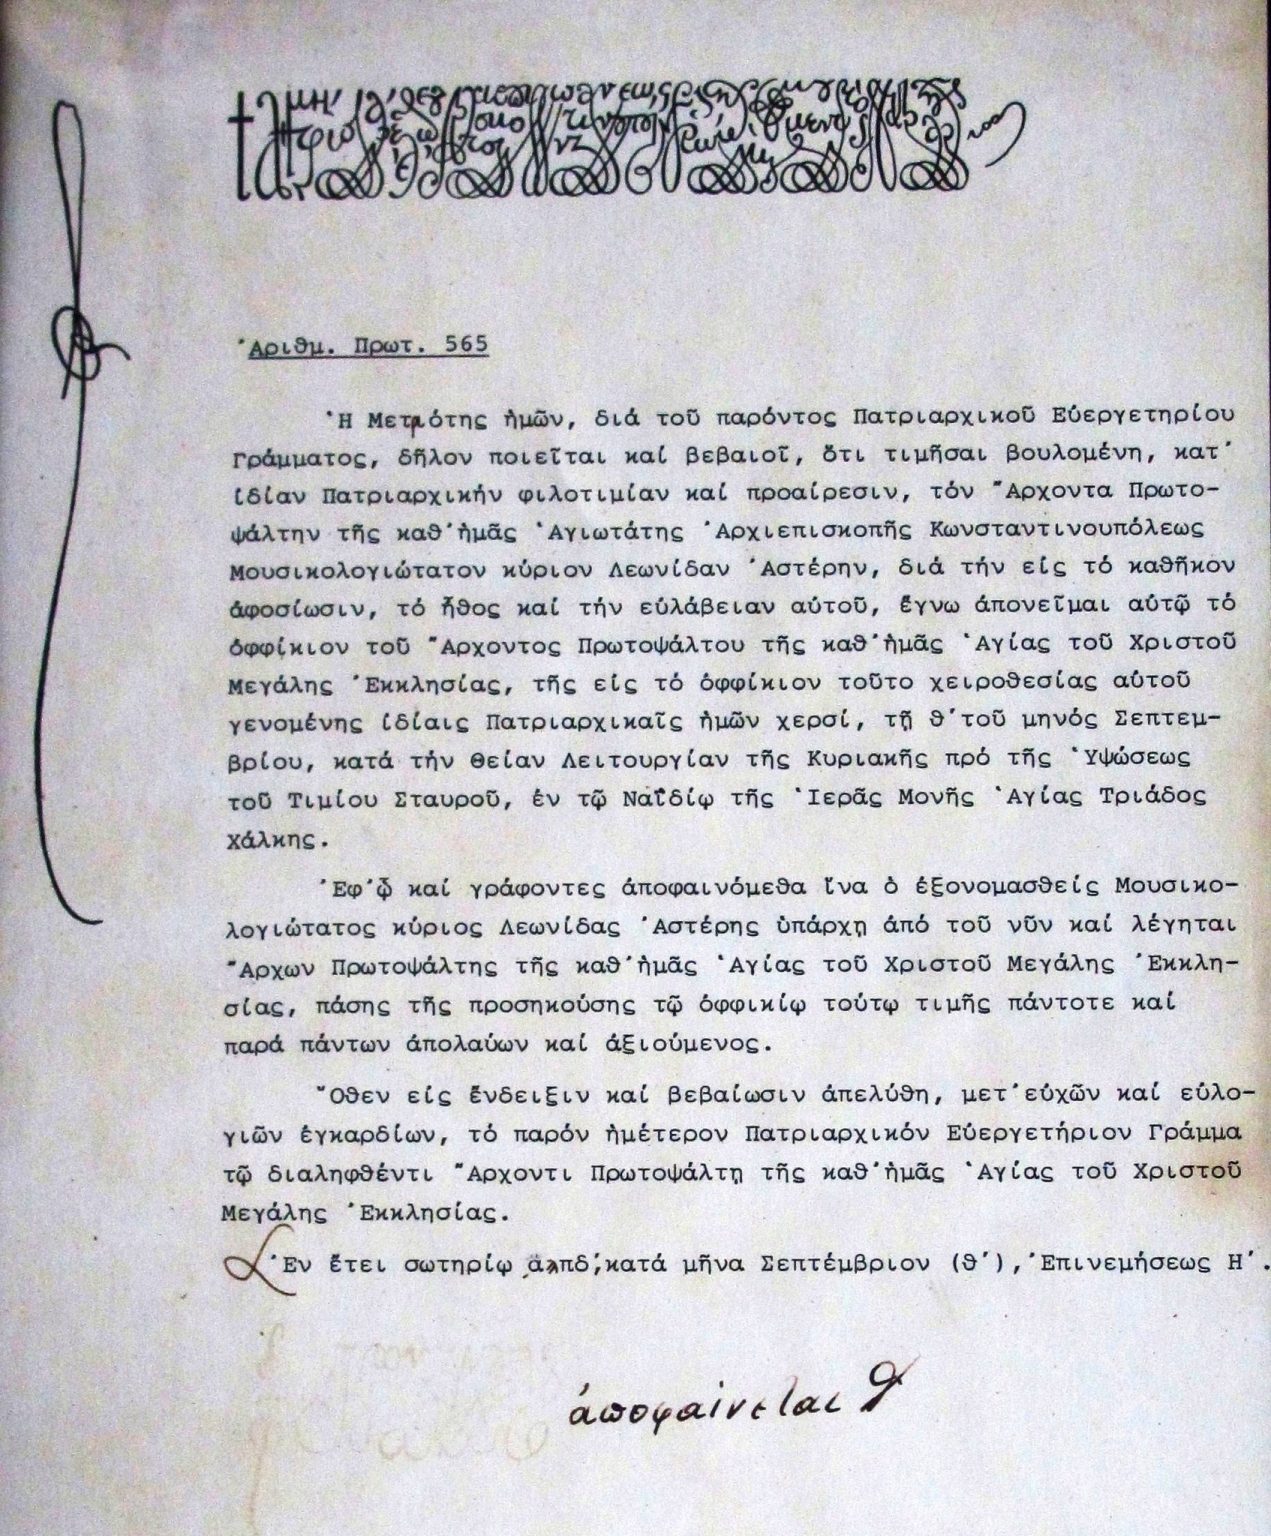 Ἀριθμ. Πρωτ. 565
Ἡ Μετριότης ἡμῶν, διά τοῦ παρόντος Πατριαρχικοῦ Εὐεργετηρίου
Γράμματος, δῆλον ποιεῖται καί βεβαιοῖ, ὅτι τιμῆσαι βουλομένη, κατ᾽
ἰδίαν Πατριαρχικήν φιλοτιμίαν καί προαίρεσιν, τόν Ἄρχοντα Πρωτο-
ψάλτην τῆς καθ᾽ἡμᾶς Ἁγιωτάτης Ἀρχιεπισκοπῆς Κωνσταντινουπόλεως
Μουσικολογιώτατον κύριον Λεωνίδαν Ἀστέρην, διά τήν εἰς τό καθῆκον
ἀφοσίωσιν, τό ἦθος καί τήν εὐλάβειαν αὐτοῦ, ἔγνω ἀπονεῖμαι αὐτῷ τό
ὀφφίκιον τοῦ Ἄρχοντος Πρωτοψάλτου τῆς καθ᾽ἡμᾶς Ἁγίας τοῦ Χριστοῦ
Μεγάλης Ἐκκλησίας, τῆς εἰς τό ὀφφίκιον τοῦτο χειροθεσίας αὐτοῦ
γενομένης ἰδίαις Πατριαρχικαῖς ἡμῶν χερσί, τῇ θ᾽τοῦ μηνός Σεπτεμ-
βρίου, κατά τήν θείαν Λειτουργίαν τῆς Κυριακῆς πρό τῆς Ὑψώσεως
τοῦ Τιμίου Σταυροῦ, ἐν τῷ Ναϊδίῳ τῆς Ἱερᾶς Μονῆς Ἁγίας Τριάδος
Χάλκης.
Ἐφ᾽ᾧ καί γράφοντες ἀποφαινόμεθα ἵνα ὁ ἐξονομασθείς Μουσικο-
λογιώτατος κύριος Λεωνίδας Ἀστέρης ὑπάρχῃ ἀπό τοῦ νῦν καί λέγηται
Ἄρχων Πρωτοψάλτης τῆς καθ᾽ἡμᾶς Ἁγίας τοῦ Χριστοῦ Μεγάλης Ἐκκλη-
σίας, πάσης τῆς προσηκούσης τῷ ὀφφικίῳ τούτῳ τιμῆς πάντοτε καί
παρά πάντων ἀπολαύων καί ἀξιούμενος.
Ὅθεν εἰς ἔνδειξιν καί βεβαίωσιν ἀπελύθη, μετ᾽εὐχῶν καί εὐλο-
γιῶν ἐγκαρδίων, τό παρόν ἡμέτερον Πατριαρχικόν Εὐεργετήριον Γράμμα
τῷ διαληφθέντι Ἄρχοντι Πρωτοψάλτῃ τῆς καθ᾽ἡμᾶς Ἁγίας τοῦ Χριστοῦ
Μεγάλης Ἐκκλησίας.
Ἐν ἔτει σωτηρίῳ ͵αϡπδ΄, κατά μῆνα Σεπτέμβριον (θ΄), Ἐπινεμήσεως Η΄.
ἀποφαίνεται